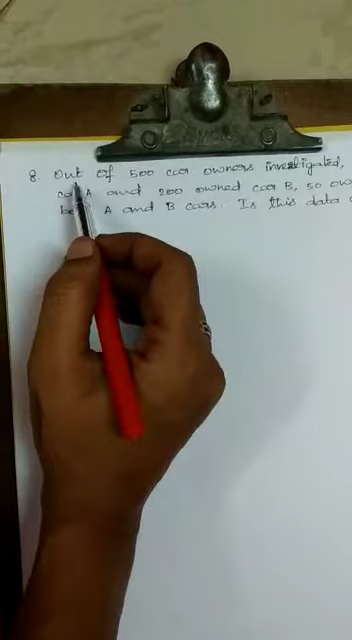 8. Out of 500 car owners investigated,
car A and 200 owned car B, 50 ow
both A and B cars. Is this data c